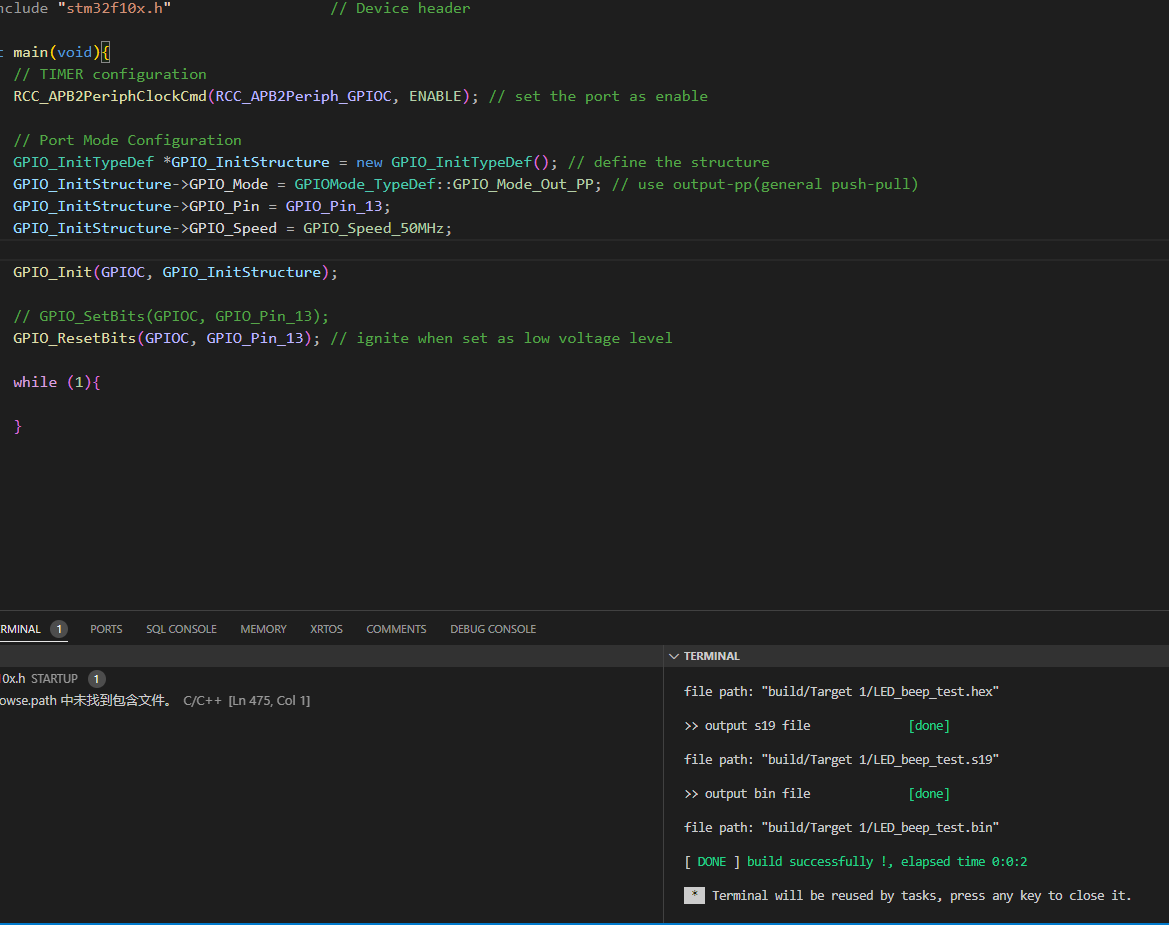 nclude "stm32f10x.h" // Device header
t main(void){
// TIMER configuration
RCC_APB2PeriphClockCmd(RCC_APB2Periph_GPIOC, ENABLE); // set the port as enable
// Port Mode Configuration
GPIO_InitTypeDef *GPIO_InitStructure = new GPIO_InitTypeDef(); // define the structure
GPIO_InitStructure->GPIO_Mode = GPIOMode_TypeDef::GPIO_Mode_Out_PP; // use output-pp(general push-pull)
GPIO_InitStructure->GPIO_Pin = GPIO_Pin_13;
GPIO_InitStructure->GPIO_Speed = GPIO_Speed_50MHz;
GPIO_Init(GPIOC, GPIO_InitStructure);
// GPIO_SetBits(GPIOC, GPIO_Pin_13);
GPIO_ResetBits(GPIOC, GPIO_Pin_13); // ignite when set as low voltage level
while (1){
}
RMINAL 1 PORTS SQL CONSOLE MEMORY XRTOS COMMENTS DEBUG CONSOLE
TERMINAL
0x.h STARTUP 1
owse.path 中未找到包含文件。 C/C++ [Ln 475, Col 1]
file path: "build/Target 1/LED_beep_test.hex"
>> output s19 file [done]
file path: "build/Target 1/LED_beep_test.s19"
>> output bin file [done]
file path: "build/Target 1/LED_beep_test.bin"
[ DONE ] build successfully !, elapsed time 0:0:2
* Terminal will be reused by tasks, press any key to close it.